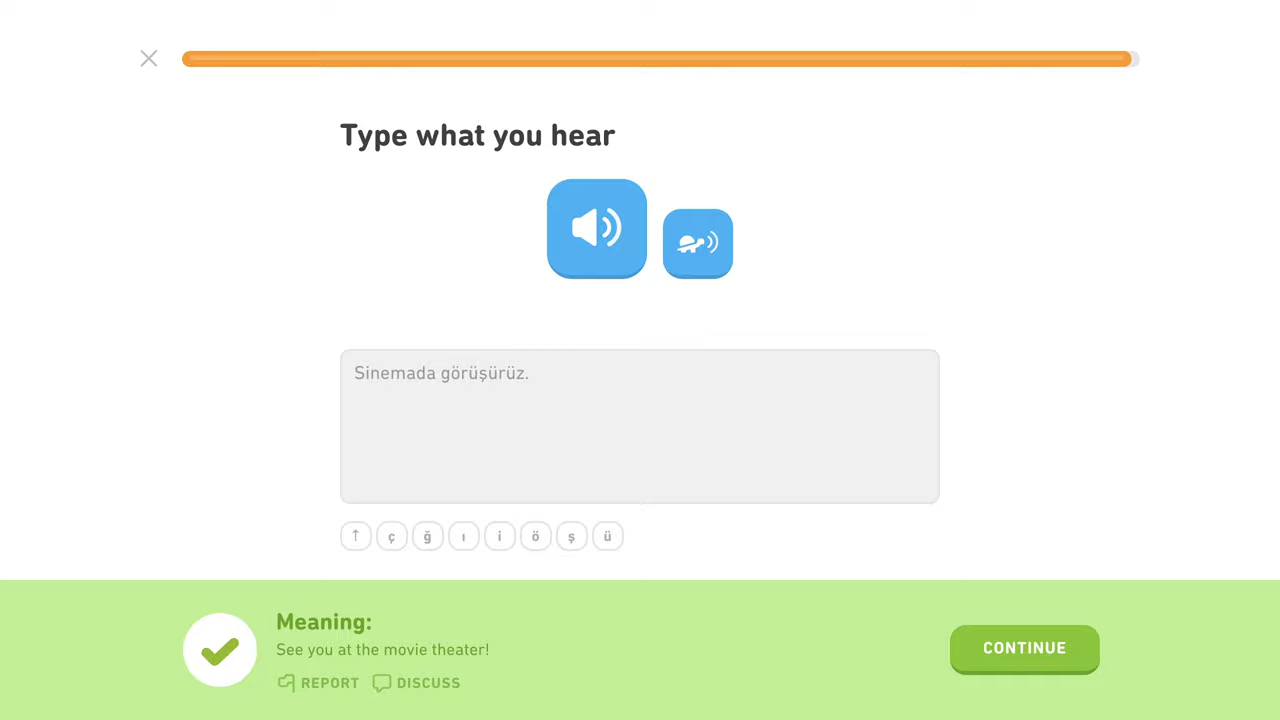 Type what you hear
Sinemada görüşürüz.
↑ ç ğ ı i ö ş ü
Meaning:
See you at the movie theater!
REPORT DISCUSS
CONTINUE